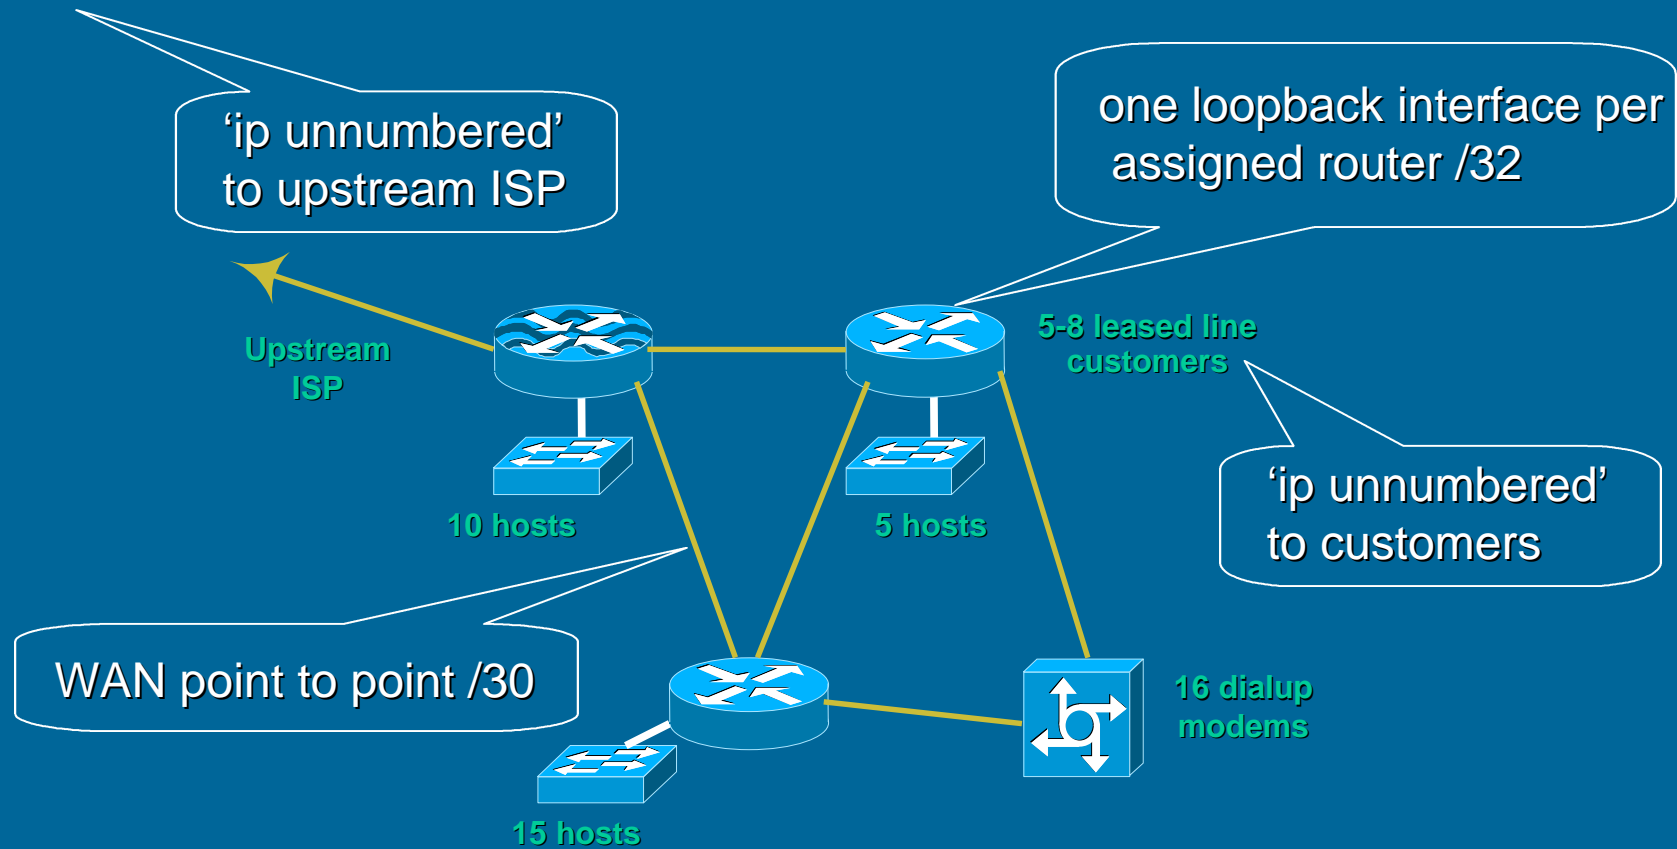 ‘ip unnumbered’
to upstream ISP
one loopback interface per
assigned router /32
Upstream
ISP
5-8 leased line
customers
10 hosts
5 hosts
‘ip unnumbered’
to customers
WAN point to point /30
16 dialup
modems
15 hosts